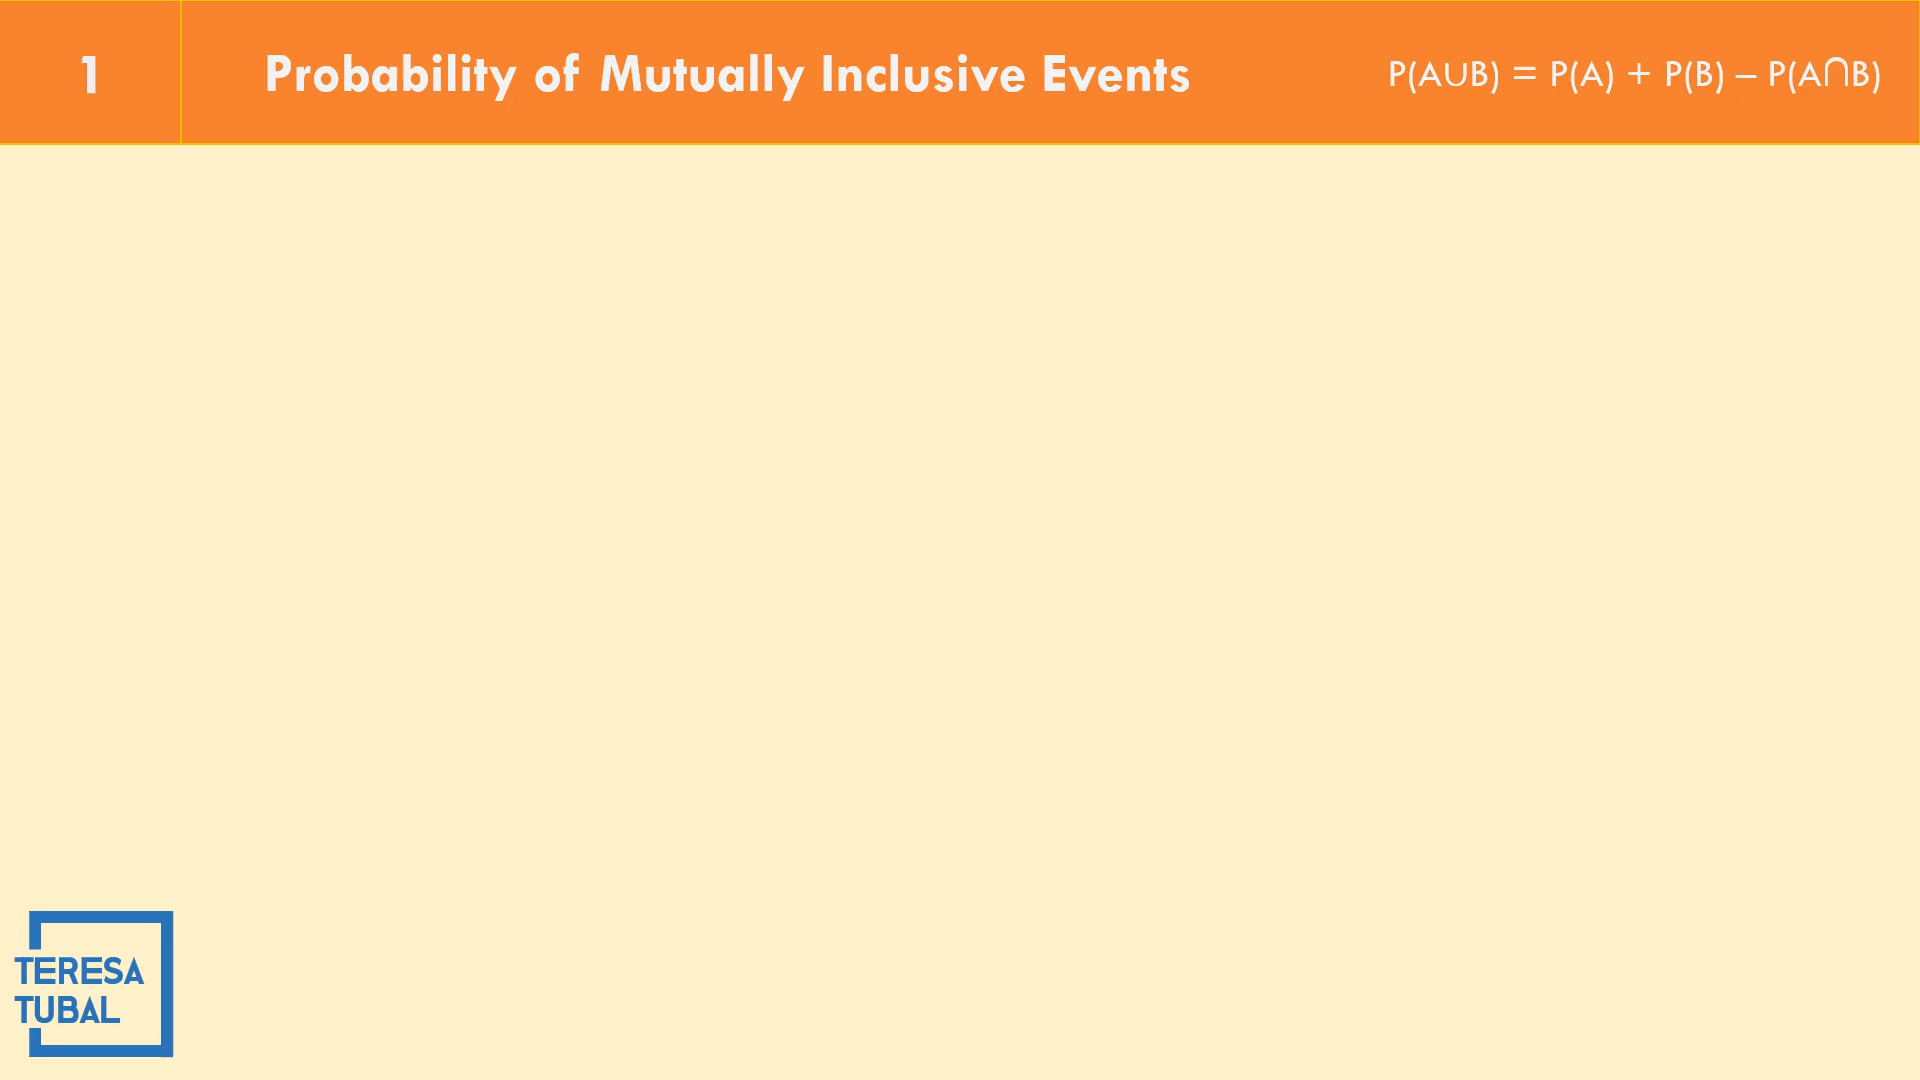 1
Probability of Mutually Inclusive Events
P(A∪B) = P(A) + P(B) – P(A∩B)
TERESA
TUBAL